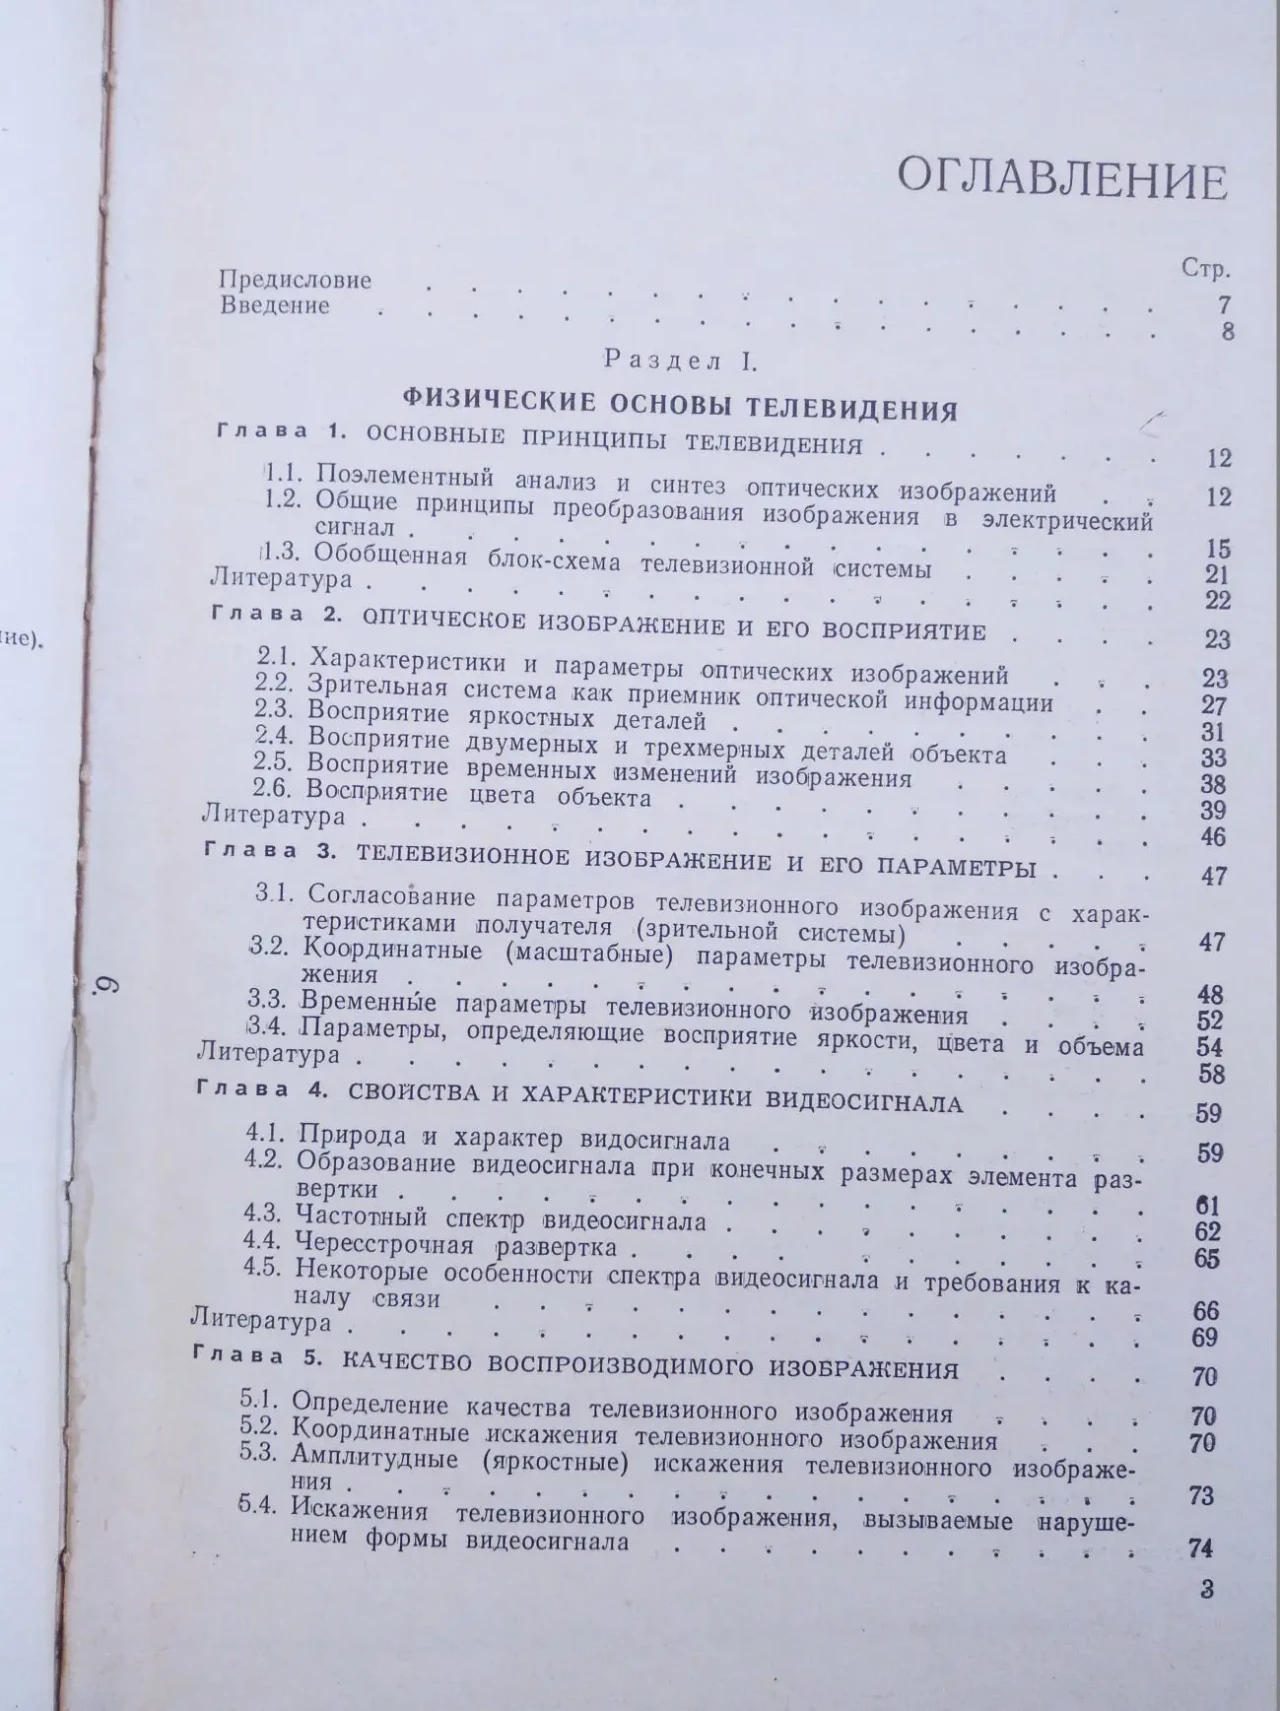 ОГЛАВЛЕНИЕ
Стр.
Предисловие . . . . . . . . . . . . . . . . 7
Введение . . . . . . . . . . . . . . . . . 8
Раздел I.
ФИЗИЧЕСКИЕ ОСНОВЫ ТЕЛЕВИДЕНИЯ
Глава 1. ОСНОВНЫЕ ПРИНЦИПЫ ТЕЛЕВИДЕНИЯ . . . . . . . 12
1.1. Поэлементный анализ и синтез оптических изображений . . 12
1.2. Общие принципы преобразования изображения в электрический
сигнал . . . . . . . . . . . . . . . . 15
1.3. Обобщенная блок-схема телевизионной системы . . . . . 21
Литература . . . . . . . . . . . . . . . . . 22
Глава 2. ОПТИЧЕСКОЕ ИЗОБРАЖЕНИЕ И ЕГО ВОСПРИЯТИЕ . . . . 23
2.1. Характеристики и параметры оптических изображений . . . 23
2.2. Зрительная система как приемник оптической информации . . 27
2.3. Восприятие яркостных деталей . . . . . . . . . . 31
2.4. Восприятие двумерных и трехмерных деталей объекта . . . 33
2.5. Восприятие временных изменений изображения . . . . . 38
2.6. Восприятие цвета объекта . . . . . . . . . . . 39
Литература . . . . . . . . . . . . . . . . . 46
Глава 3. ТЕЛЕВИЗИОННОЕ ИЗОБРАЖЕНИЕ И ЕГО ПАРАМЕТРЫ . . . 47
3.1. Согласование параметров телевизионного изображения с харак-
теристиками получателя (зрительной системы) . . . . . 47
3.2. Координатные (масштабные) параметры телевизионного изобра-
жения . . . . . . . . . . . . . . . . 48
3.3. Временные параметры телевизионного изображения . . . . 52
3.4. Параметры, определяющие восприятие яркости, цвета и объема 54
Литература . . . . . . . . . . . . . . . . . 58
Глава 4. СВОЙСТВА И ХАРАКТЕРИСТИКИ ВИДЕОСИГНАЛА . . . . 59
4.1. Природа и характер видосигнала . . . . . . . . . 59
4.2. Образование видеосигнала при конечных размерах элемента раз-
вертки . . . . . . . . . . . . . . . . 61
4.3. Частотный спектр видеосигнала . . . . . . . . . . 62
4.4. Чересстрочная развертка . . . . . . . . . . . . 65
4.5. Некоторые особенности спектра видеосигнала и требования к ка-
налу связи . . . . . . . . . . . . . . . 66
Литература . . . . . . . . . . . . . . . . . 69
Глава 5. КАЧЕСТВО ВОСПРОИЗВОДИМОГО ИЗОБРАЖЕНИЯ . . . . 70
5.1. Определение качества телевизионного изображения . . . . 70
5.2. Координатные искажения телевизионного изображения . . . 70
5.3. Амплитудные (яркостные) искажения телевизионного изображе-
ния . . . . . . . . . . . . . . . . . 73
5.4. Искажения телевизионного изображения, вызываемые наруше-
нием формы видеосигнала . . . . . . . . . . . 74
3
ие).
6.